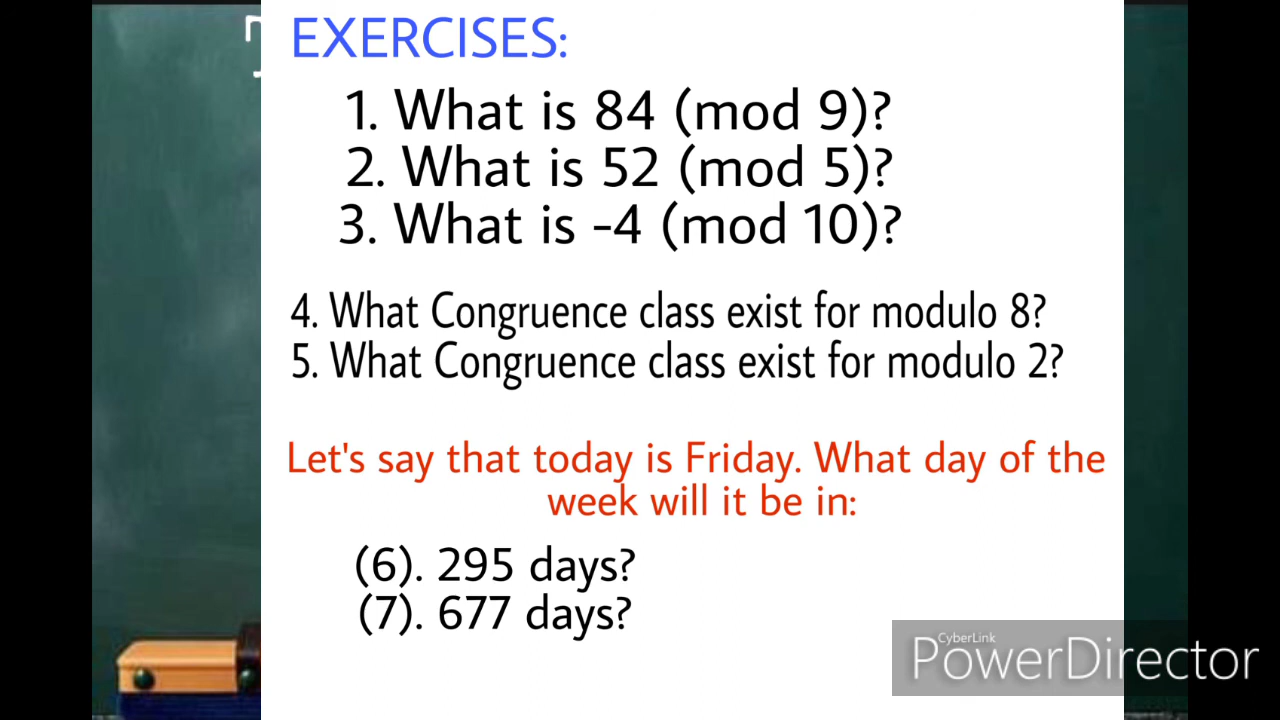 EXERCISES:
1. What is 84 (mod 9)?
2. What is 52 (mod 5)?
3. What is -4 (mod 10)?
4. What Congruence class exist for modulo 8?
5. What Congruence class exist for modulo 2?
Let's say that today is Friday. What day of the
week will it be in:
(6). 295 days?
(7). 677 days?
CyberLink
PowerDirector